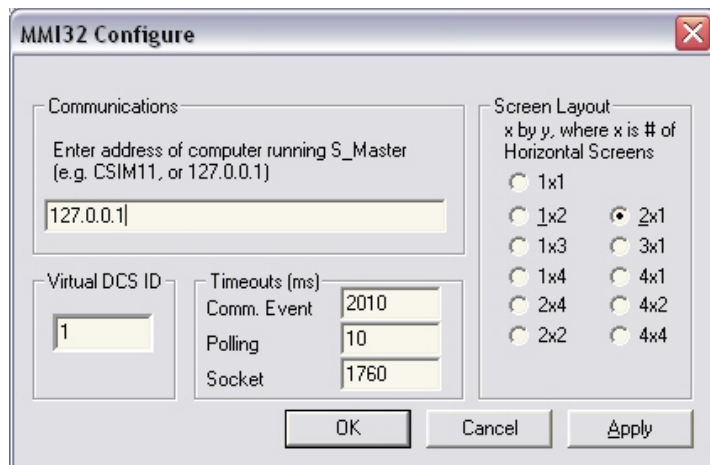 MMI32 Configure
Communications
Enter address of computer running S_Master
(e.g. CSIM11, or 127.0.0.1)
127.0.0.1
Screen Layout
x by y, where x is # of
Horizontal Screens
1x1
1x2 2x1
1x3 3x1
1x4 4x1
2x4 4x2
2x2 4x4
Virtual DCS ID
1
Timeouts (ms)
Comm. Event 2010
Polling 10
Socket 1760
OK Cancel Apply